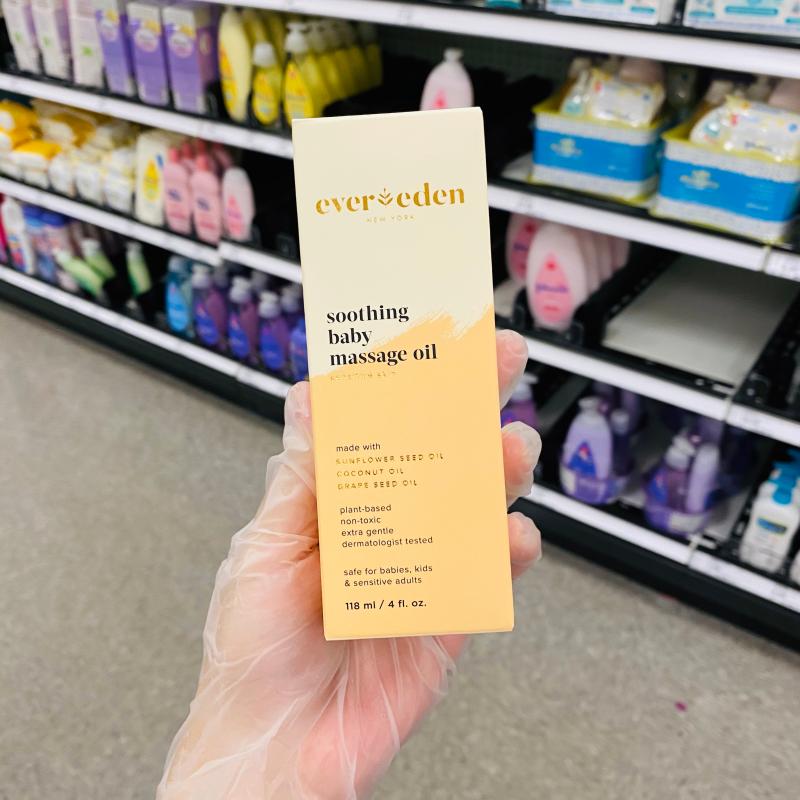 ever eden
NEW YORK
soothing
baby
massage oil
made with
SUNFLOWER SEED OIL
COCONUT OIL
GRAPE SEED OIL
plant-based
non-toxic
extra gentle
dermatologist tested
safe for babies, kids
& sensitive adults
118 ml / 4 fl. oz.